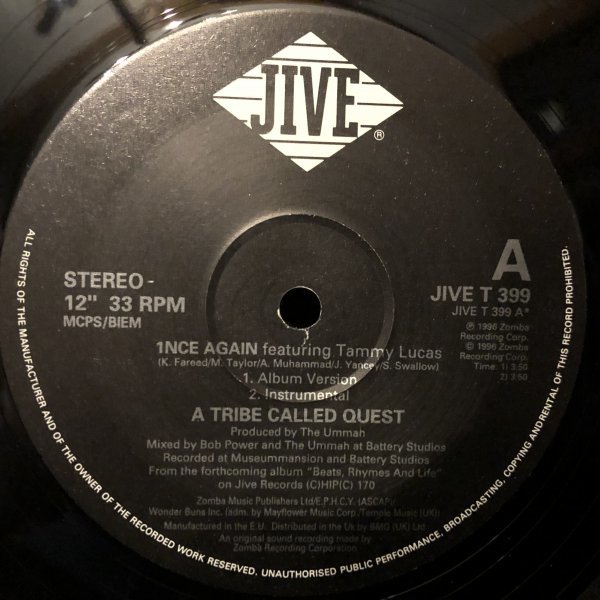 JIVE
®
STEREO -
12" 33 RPM
MCPS/BIEM
A
JIVE T 399
JIVE T 399 A*
℗ 1996 Zomba
Recording Corp.
© 1996 Zomba
Recording Corp.
Time: 1) 3:50
2) 3:50
1NCE AGAIN featuring Tammy Lucas
(K. Faread/M. Taylor/A. Muhammad/J. Yancey/S. Swallow)
1. Album Version
2. Instrumental
A TRIBE CALLED QUEST
Produced by The Ummah
Mixed by Bob Power and The Ummah at Battery Studios
Recorded at Museummansion and Battery Studios
From the forthcoming album "Beats, Rhymes And Life"
on Jive Records (C)HIP(C) 170
Zomba Music Publishers Ltd/E.P.H.C.Y. (ASCAP)/
Wonder Buns Inc. (adm. by Mayflower Music Corp./Temple Music (UK)
Manufactured in the E.U. Distributed in the Uk by BMG (UK) Ltd.
An original sound recording made by
Zomba Recording Corporation
ALL RIGHTS OF THE MANUFACTURER AND OF THE OWNER OF THE RECORDED WORK RESERVED. UNAUTHORISED PUBLIC PERFORMANCE, BROADCASTING, COPYING AND RENTAL OF THIS RECORD PROHIBITED.